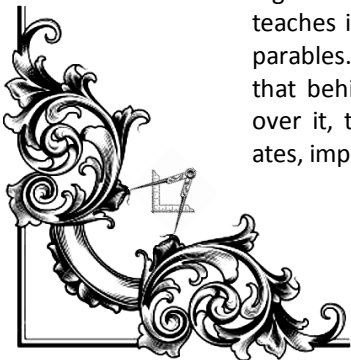 teaches i
parables.
that behi
over it, t
ates, imp